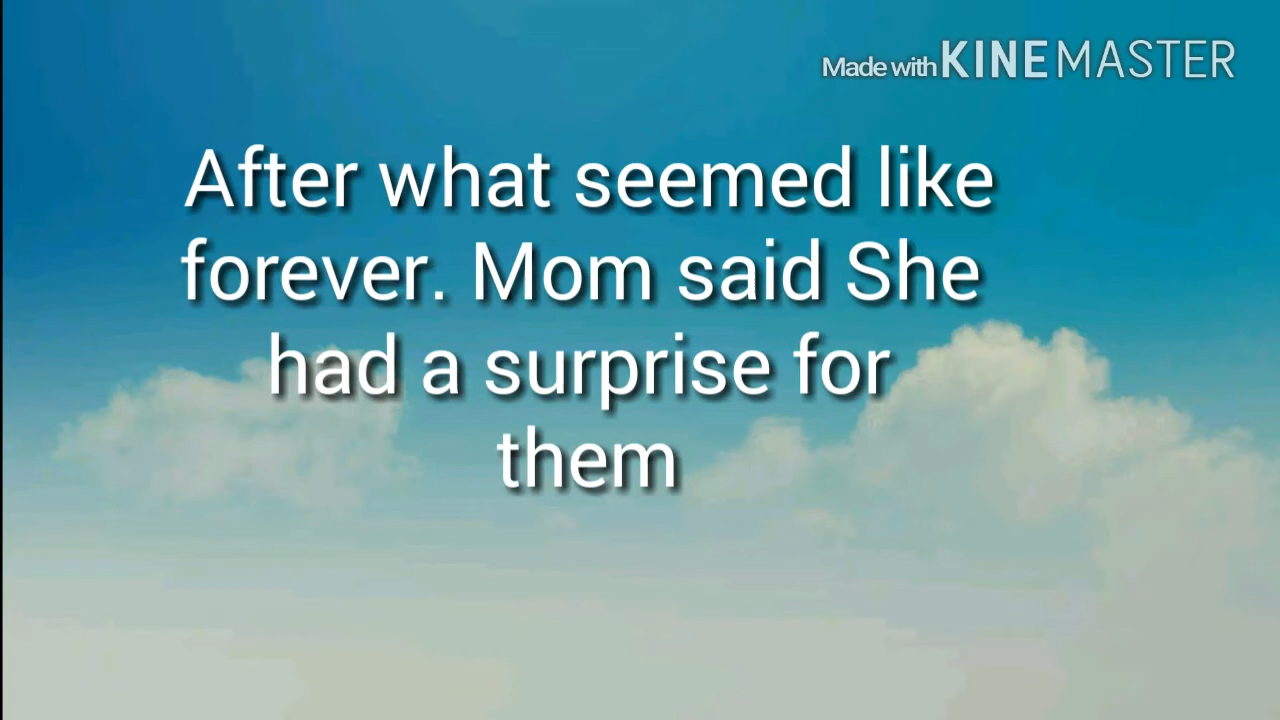 Made with KINEMASTER
After what seemed like
forever. Mom said She
had a surprise for
them